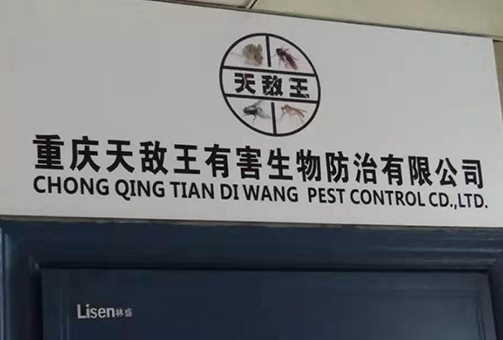 天敌王
重庆天敌王有害生物防治有限公司
CHONG QING TIAN DI WANG PEST CONTROL CD.,LTD.
Lisen林盛